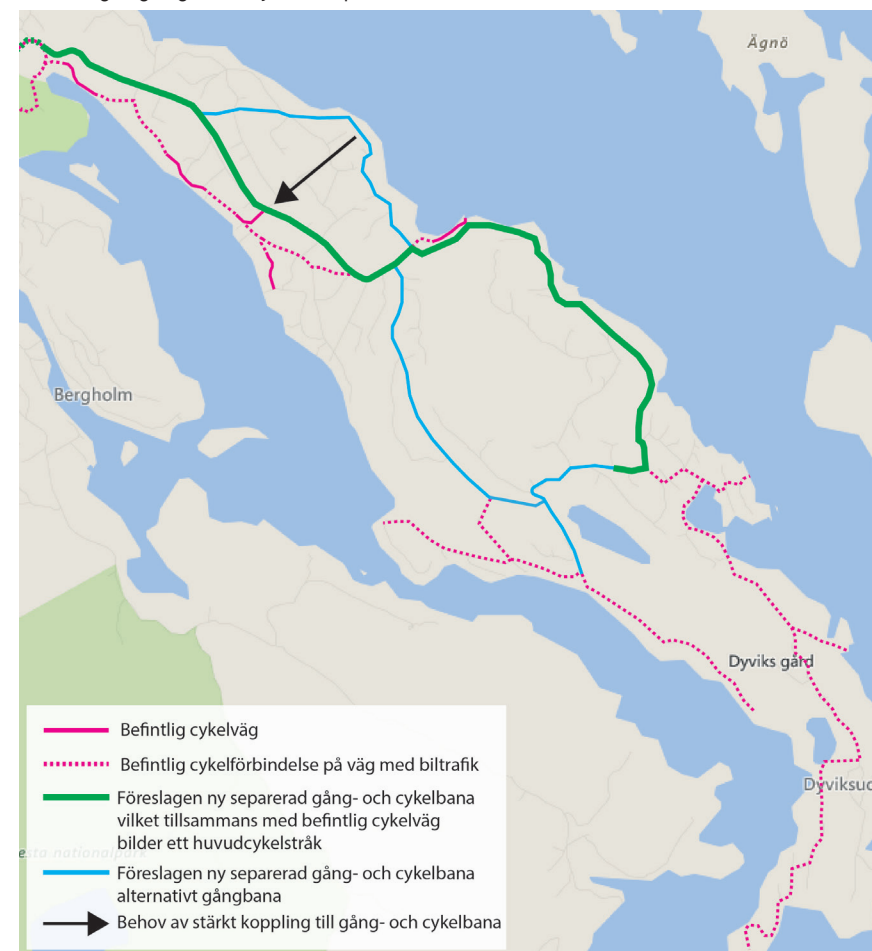 Ägnö
Bergholm
Dyviks gård
Dyviksud
Befintlig cykelväg
Befintlig cykelförbindelse på väg med biltrafik
Föreslagen ny separerad gång- och cykelbana
vilket tillsammans med befintlig cykelväg
bilder ett huvudcykelstråk
esta nationalpark
Föreslagen ny separerad gång- och cykelbana
alternativt gångbana
Behov av stärkt koppling till gång- och cykelbana